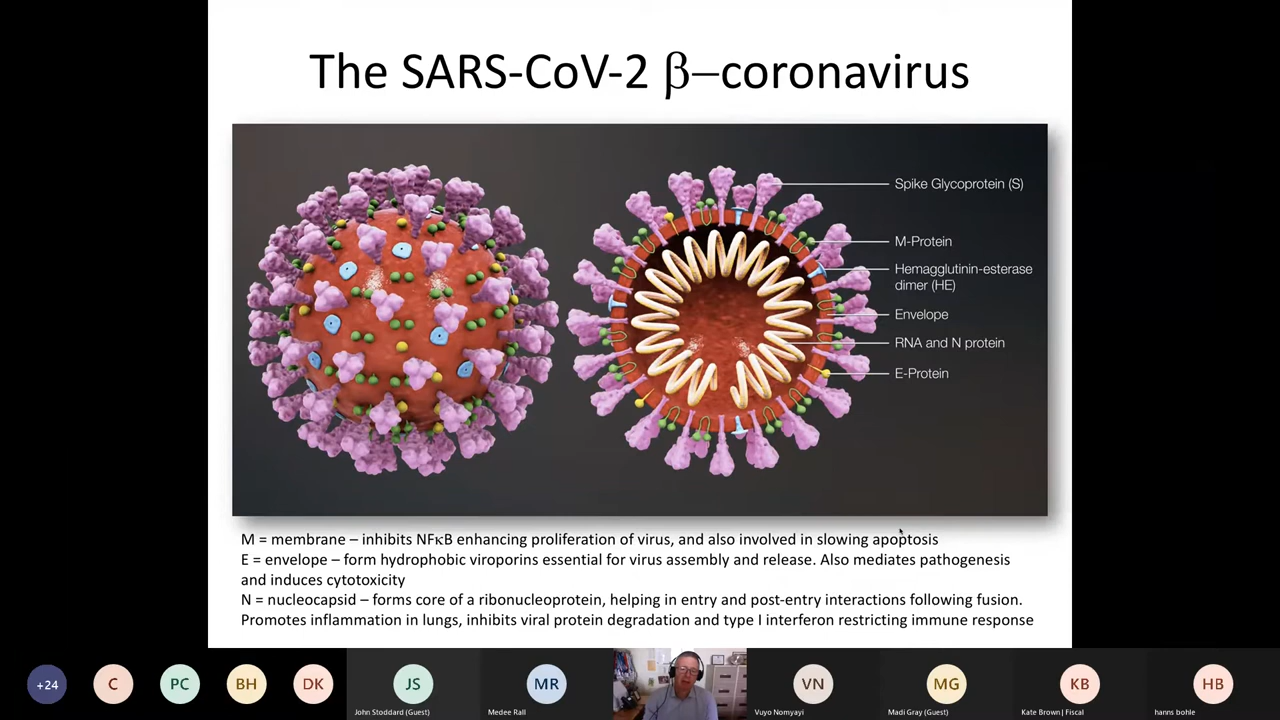 The SARS-CoV-2 β–coronavirus
Spike Glycoprotein (S)
M-Protein
Hemagglutinin-esterase
dimer (HE)
Envelope
RNA and N protein
E-Protein
M = membrane – inhibits NFκB enhancing proliferation of virus, and also involved in slowing apoptosis
E = envelope – form hydrophobic viroporins essential for virus assembly and release. Also mediates pathogenesis
and induces cytotoxicity
N = nucleocapsid – forms core of a ribonucleoprotein, helping in entry and post-entry interactions following fusion.
Promotes inflammation in lungs, inhibits viral protein degradation and type I interferon restricting immune response
+24
C
PC
BH
DK
JS
John Stoddard (Guest)
MR
Medee Rall
VN
Vuyo Nomyayi
MG
Madi Gray (Guest)
KB
Kate Brown | Fiscal
HB
hanns bohle